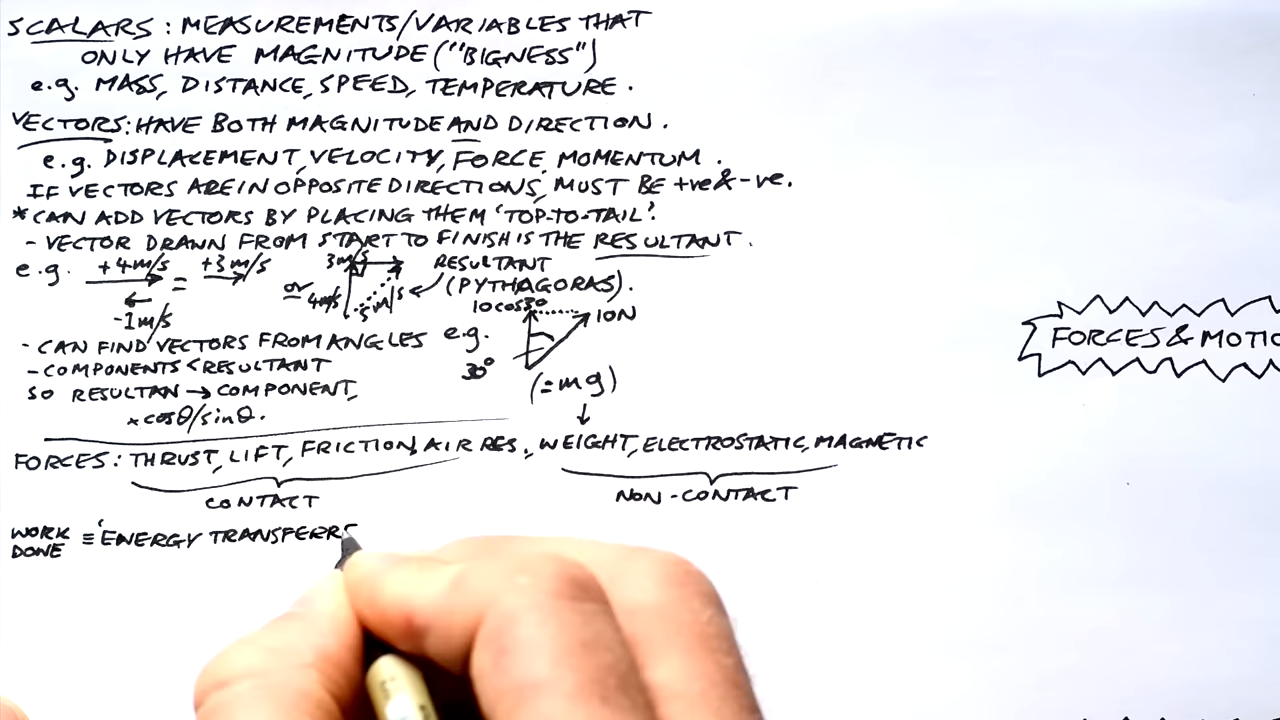 SCALARS : MEASUREMENTS/VARIABLES THAT
ONLY HAVE MAGNITUDE ("BIGNESS")
e.g. MASS, DISTANCE, SPEED, TEMPERATURE.
VECTORS: HAVE BOTH MAGNITUDE AND DIRECTION.
e.g. DISPLACEMENT, VELOCITY, FORCE, MOMENTUM.
IF VECTORS ARE IN OPPOSITE DIRECTIONS, MUST BE +ve & -ve.
*CAN ADD VECTORS BY PLACING THEM 'TOP-TO-TAIL'.
- VECTOR DRAWN FROM START TO FINISH IS THE RESULTANT.
e.g. +4m/s = +3m/s
-1m/s
or 3m/s 4m/s 5m/s
RESULTANT
(PYTHAGORAS).
- CAN FIND VECTORS FROM ANGLES e.g.
10cos30 10N
30°
- COMPONENTS < RESULTANT
SO RESULTAN → COMPONENT,
× cosθ/sinθ.
(=mg)
FORCES: THRUST, LIFT, FRICTION, AIR RES., WEIGHT, ELECTROSTATIC, MAGNETIC
CONTACT
NON-CONTACT
WORK DONE ≡ 'ENERGY TRANSFERR
FORCES & MOTIO